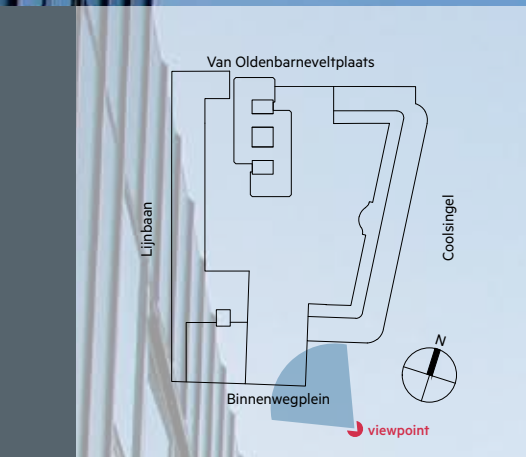 Van Oldenbarneveltplaats
Lijnbaan
Coolsingel
N
Binnenwegplein
viewpoint